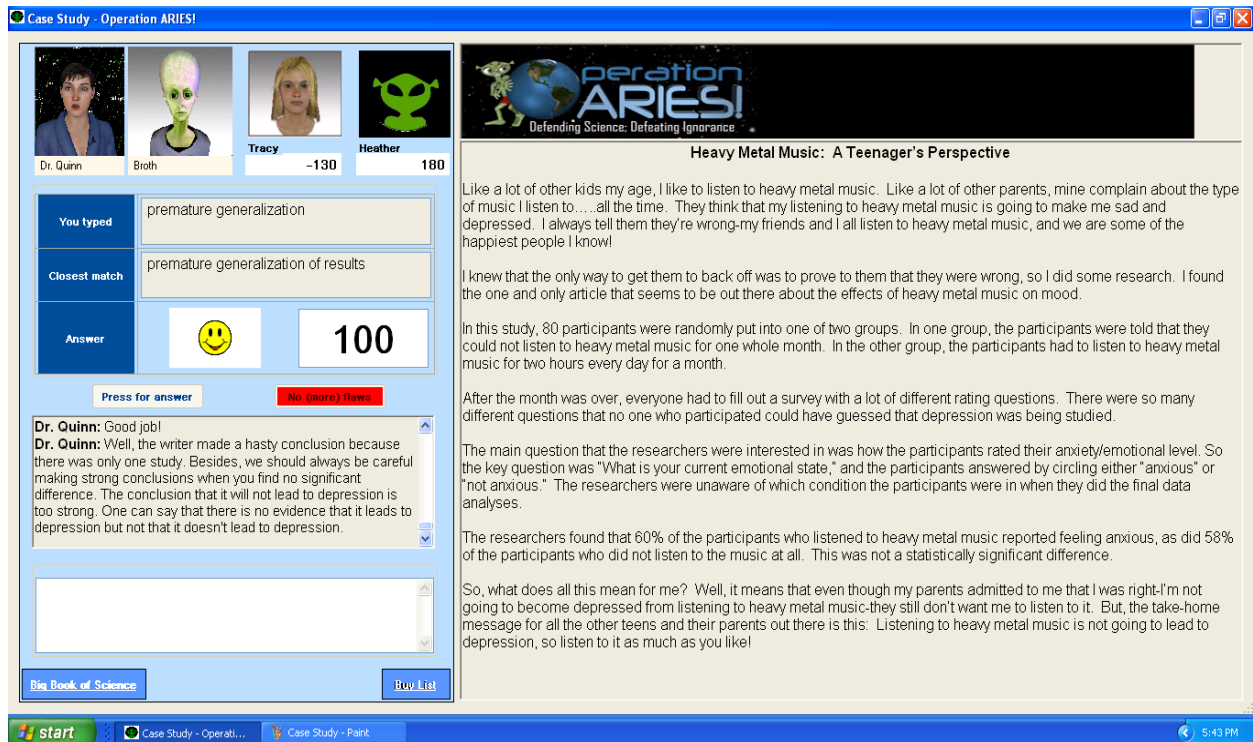 Case Study - Operation ARIES!
Dr. Quinn
Broth
Tracy
-130
Heather
180
You typed
premature generalization
Closest match
premature generalization of results
Answer
100
Press for answer
No (more) flaws
Dr. Quinn: Good job!
Dr. Quinn: Well, the writer made a hasty conclusion because
there was only one study. Besides, we should always be careful
making strong conclusions when you find no significant
difference. The conclusion that it will not lead to depression is
too strong. One can say that there is no evidence that it leads to
depression but not that it doesn't lead to depression.
Big Book of Science
Buy List
peration
ARIES!
Defending Science; Defeating Ignorance
Heavy Metal Music: A Teenager's Perspective
Like a lot of other kids my age, I like to listen to heavy metal music. Like a lot of other parents, mine complain about the type
of music I listen to.....all the time. They think that my listening to heavy metal music is going to make me sad and
depressed. I always tell them they're wrong-my friends and I all listen to heavy metal music, and we are some of the
happiest people I know!
I knew that the only way to get them to back off was to prove to them that they were wrong, so I did some research. I found
the one and only article that seems to be out there about the effects of heavy metal music on mood.
In this study, 80 participants were randomly put into one of two groups. In one group, the participants were told that they
could not listen to heavy metal music for one whole month. In the other group, the participants had to listen to heavy metal
music for two hours every day for a month.
After the month was over, everyone had to fill out a survey with a lot of different rating questions. There were so many
different questions that no one who participated could have guessed that depression was being studied.
The main question that the researchers were interested in was how the participants rated their anxiety/emotional level. So
the key question was "What is your current emotional state," and the participants answered by circling either "anxious" or
"not anxious." The researchers were unaware of which condition the participants were in when they did the final data
analyses.
The researchers found that 60% of the participants who listened to heavy metal music reported feeling anxious, as did 58%
of the participants who did not listen to the music at all. This was not a statistically significant difference.
So, what does all this mean for me? Well, it means that even though my parents admitted to me that I was right-I'm not
going to become depressed from listening to heavy metal music-they still don't want me to listen to it. But, the take-home
message for all the other teens and their parents out there is this: Listening to heavy metal music is not going to lead to
depression, so listen to it as much as you like!
start
Case Study - Operati...
Case Study - Paint
5:43 PM